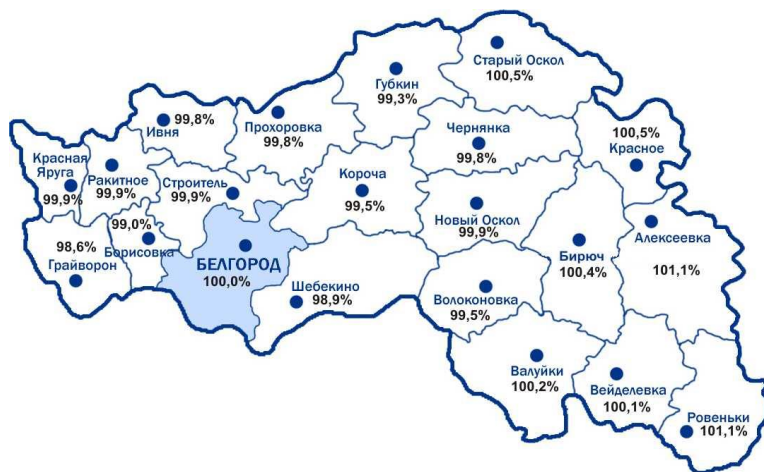 Старый Оскол
100,5%
Губкин
99,3%
Ивня
99,8%
Прохоровка
99,8%
Чернянка
99,8%
100,5%
Красное
Красная
Яруга
99,9%
Ракитное
99,9%
Строитель
99,9%
Короча
99,5%
Новый Оскол
99,9%
Алексеевка
101,1%
98,6%
Грайворон
99,0%
Борисовка
БЕЛГОРОД
100,0%
Бирюч
100,4%
Шебекино
98,9%
Волоконовка
99,5%
Валуйки
100,2%
Вейделевка
100,1%
Ровеньки
101,1%